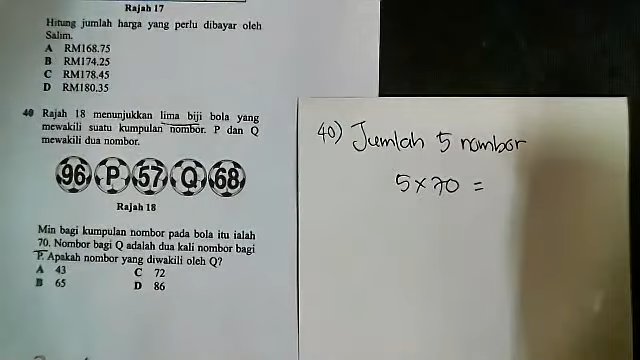 Rajah 17
Hitung jumlah harga yang perlu dibayar oleh
Salim.
A RM168.75
B RM174.25
C RM178.45
D RM180.35
40 Rajah 18 menunjukkan lima biji bola yang
mewakili suatu kumpulan nombor. P dan Q
mewakili dua nombor.
96 P 57 Q 68
Rajah 18
Min bagi kumpulan nombor pada bola itu ialah
70. Nombor bagi Q adalah dua kali nombor bagi
P. Apakah nombor yang diwakili oleh Q?
A 43 C 72
B 65 D 86
40) Jumlah 5 nombor
5 × 70 =